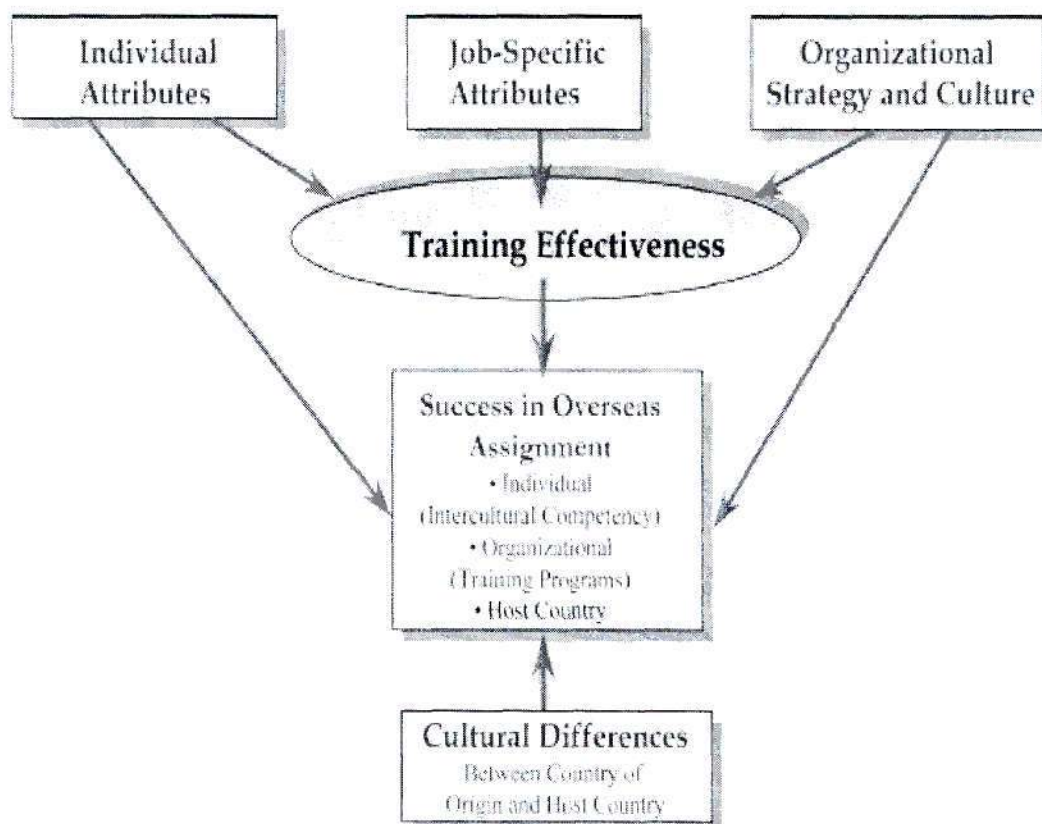 Individual
Attributes
Job-Specific
Attributes
Organizational
Strategy and Culture
Training Effectiveness
Success in Overseas
Assignment
• Individual
(Intercultural Competency)
• Organizational
(Training Programs)
• Host Country
Cultural Differences
Between Country of
Origin and Host Country